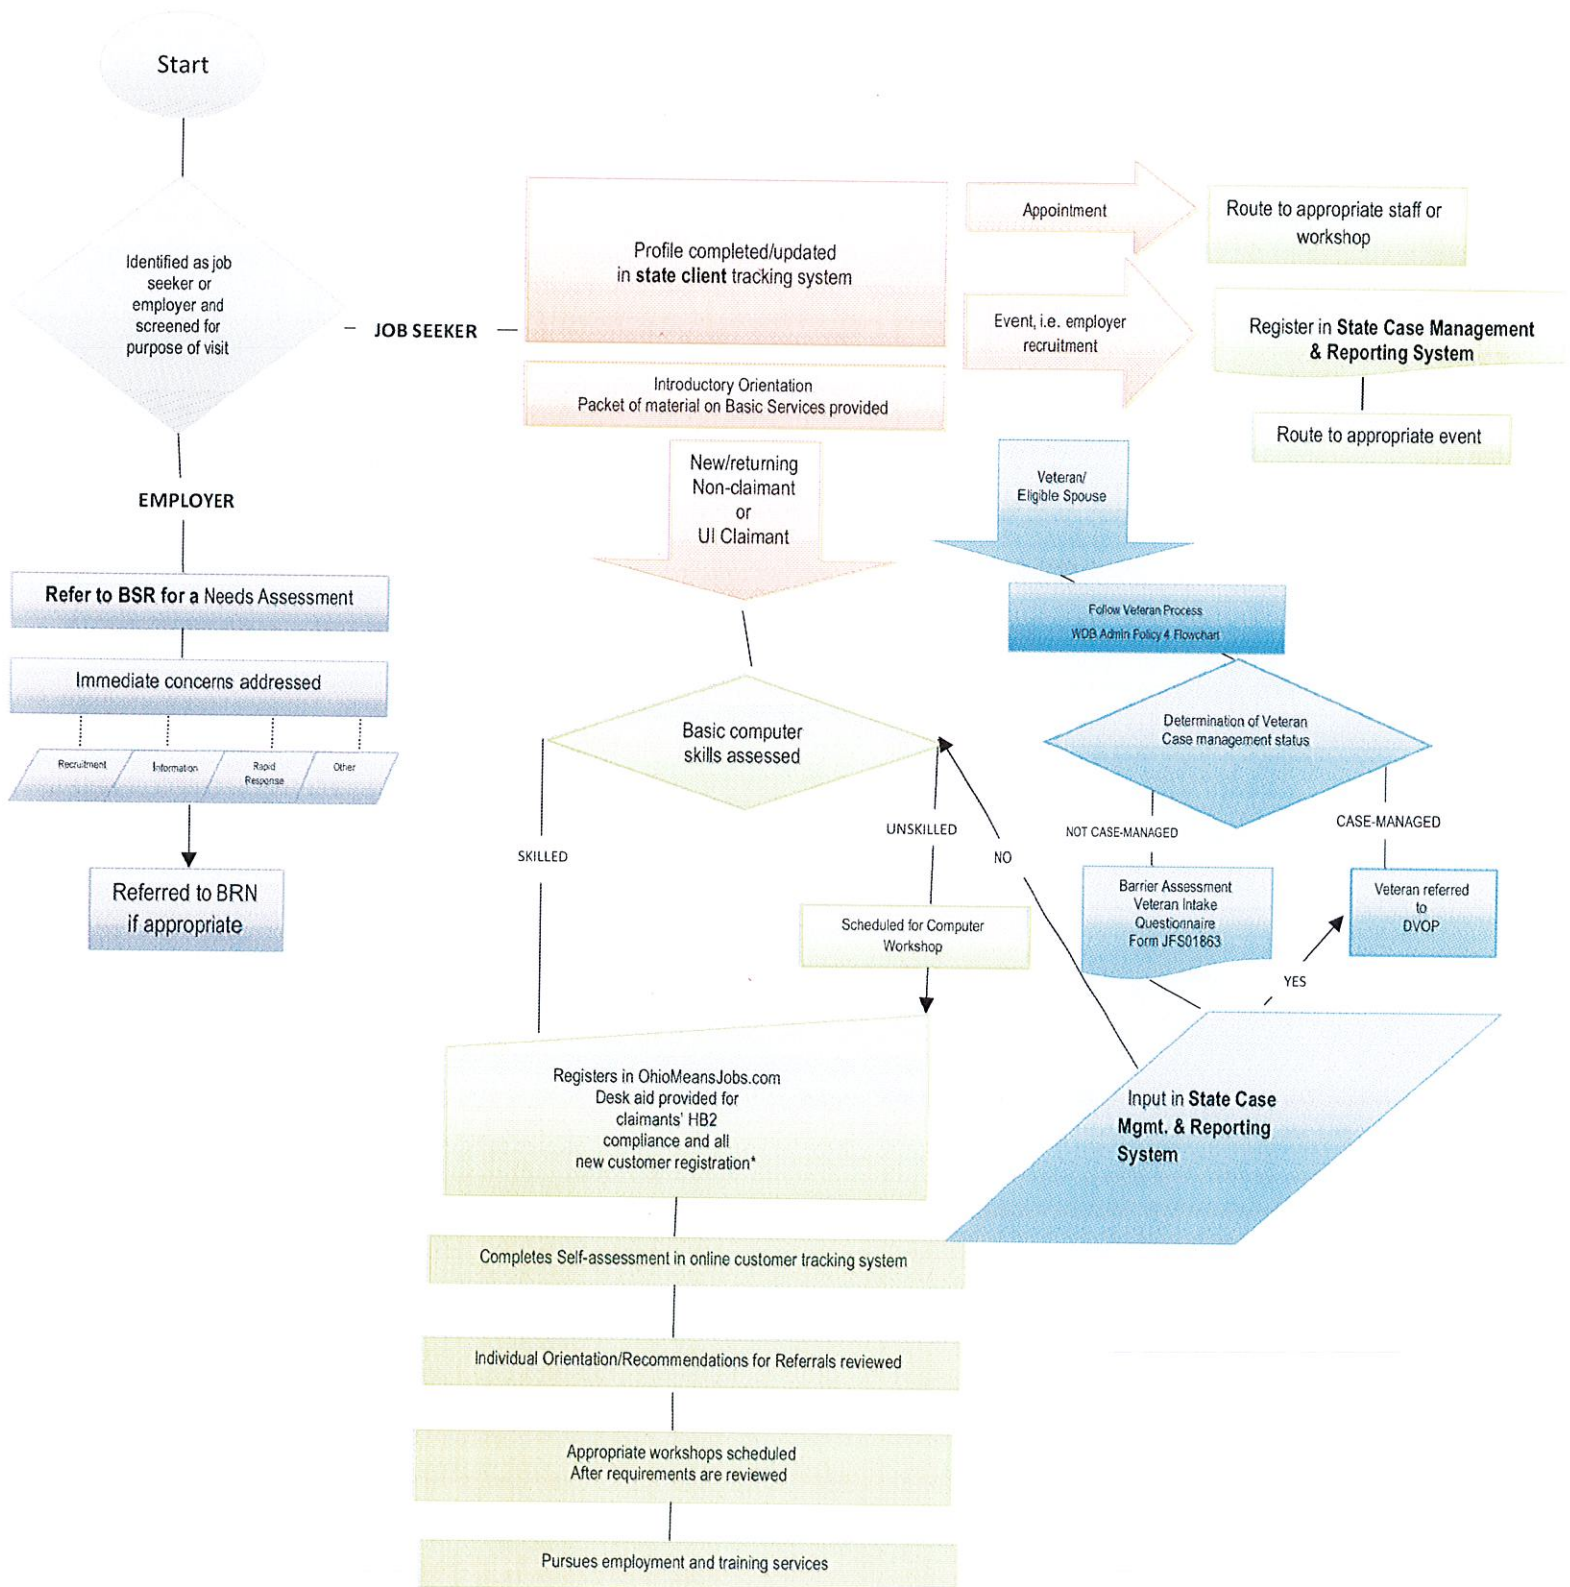 Start
Identified as job
seeker or
employer and
screened for
purpose of visit
JOB SEEKER
EMPLOYER
Refer to BSR for a Needs Assessment
Immediate concerns addressed
Recruitment
Information
Rapid
Response
Other
Referred to BRN
if appropriate
Profile completed/updated
in state client tracking system
Introductory Orientation
Packet of material on Basic Services provided
Appointment
Route to appropriate staff or
workshop
Event, i.e. employer
recruitment
Register in State Case Management
& Reporting System
Route to appropriate event
New/returning
Non-claimant
or
UI Claimant
Veteran/
Eligible Spouse
Follow Veteran Process
WDB Admin Policy 4 Flowchart
Basic computer
skills assessed
Determination of Veteran
Case management status
SKILLED
UNSKILLED
NO
NOT CASE-MANAGED
CASE-MANAGED
Scheduled for Computer
Workshop
Barrier Assessment
Veteran Intake
Questionnaire
Form JFS01863
Veteran referred
to
DVOP
YES
Input in State Case
Mgmt. & Reporting
System
Registers in OhioMeansJobs.com
Desk aid provided for
claimants' HB2
compliance and all
new customer registration*
Completes Self-assessment in online customer tracking system
Individual Orientation/Recommendations for Referrals reviewed
Appropriate workshops scheduled
After requirements are reviewed
Pursues employment and training services